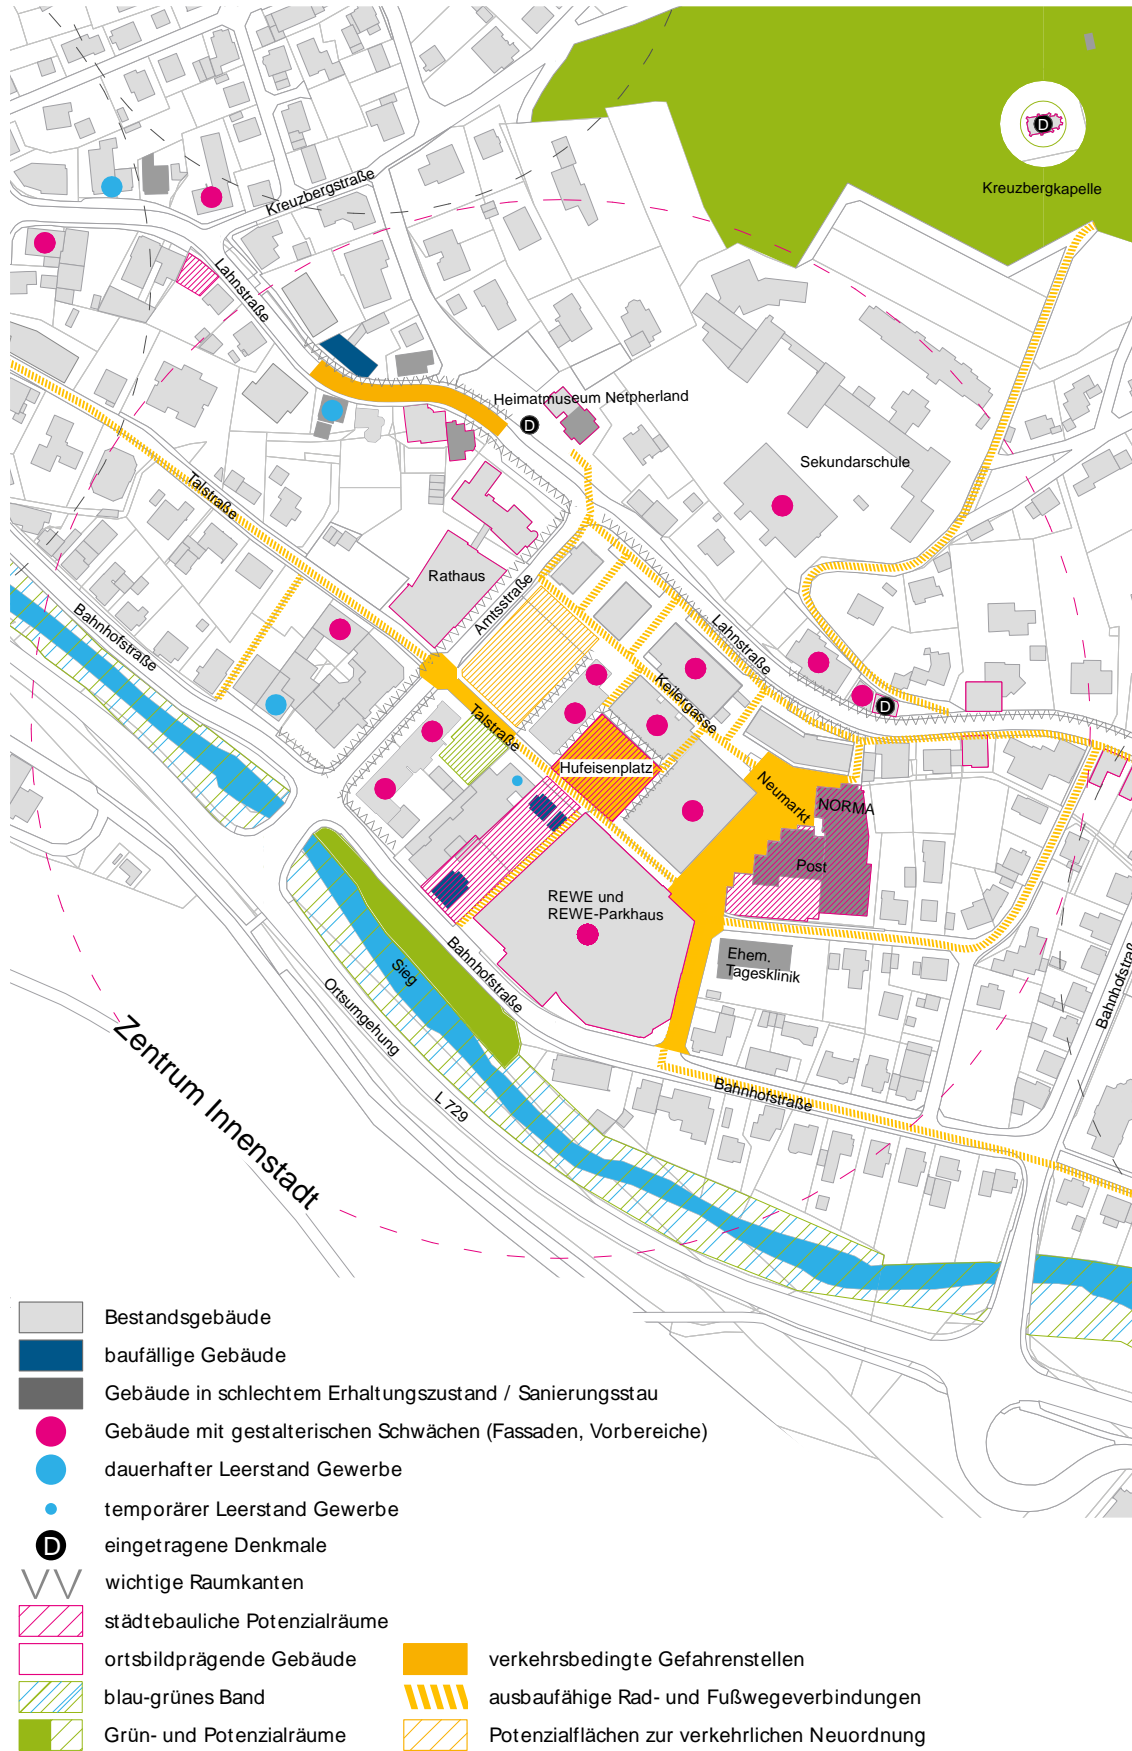 D
Kreuzbergkapelle
Kreuzbergstraße
Lahnstraße
Heimatmuseum Netpherland
D
Sekundarschule
Talstraße
Rathaus
Amtsstraße
Bahnhofstraße
Lahnstraße
Keilergasse
D
Talstraße
Hufeisenplatz
Neumarkt
NORMA
Post
REWE und
REWE-Parkhaus
Ehem.
Tagesklinik
Bahnhofstraße
Sieg
Bahnhofstraß
Ortsumgehung
L 729
Bahnhofstraße
Zentrum Innenstadt
Bestandsgebäude
baufällige Gebäude
Gebäude in schlechtem Erhaltungszustand / Sanierungsstau
Gebäude mit gestalterischen Schwächen (Fassaden, Vorbereiche)
dauerhafter Leerstand Gewerbe
temporärer Leerstand Gewerbe
D eingetragene Denkmale
wichtige Raumkanten
städtebauliche Potenzialräume
ortsbildprägende Gebäude
blau-grünes Band
Grün- und Potenzialräume
verkehrsbedingte Gefahrenstellen
ausbaufähige Rad- und Fußwegeverbindungen
Potenzialflächen zur verkehrlichen Neuordnung